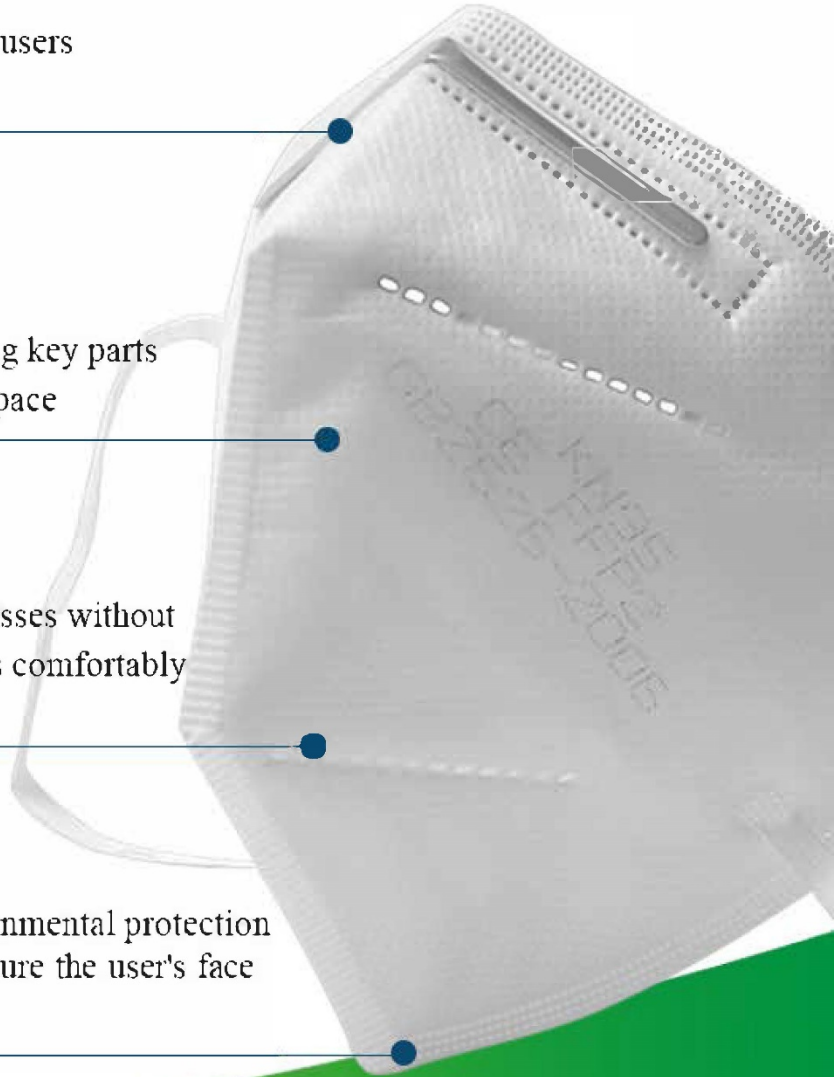 users
g key parts
pace
sses without
s comfortably
nmental protection
ure the user's face
KN95
CE FFP2
GB2626-2006